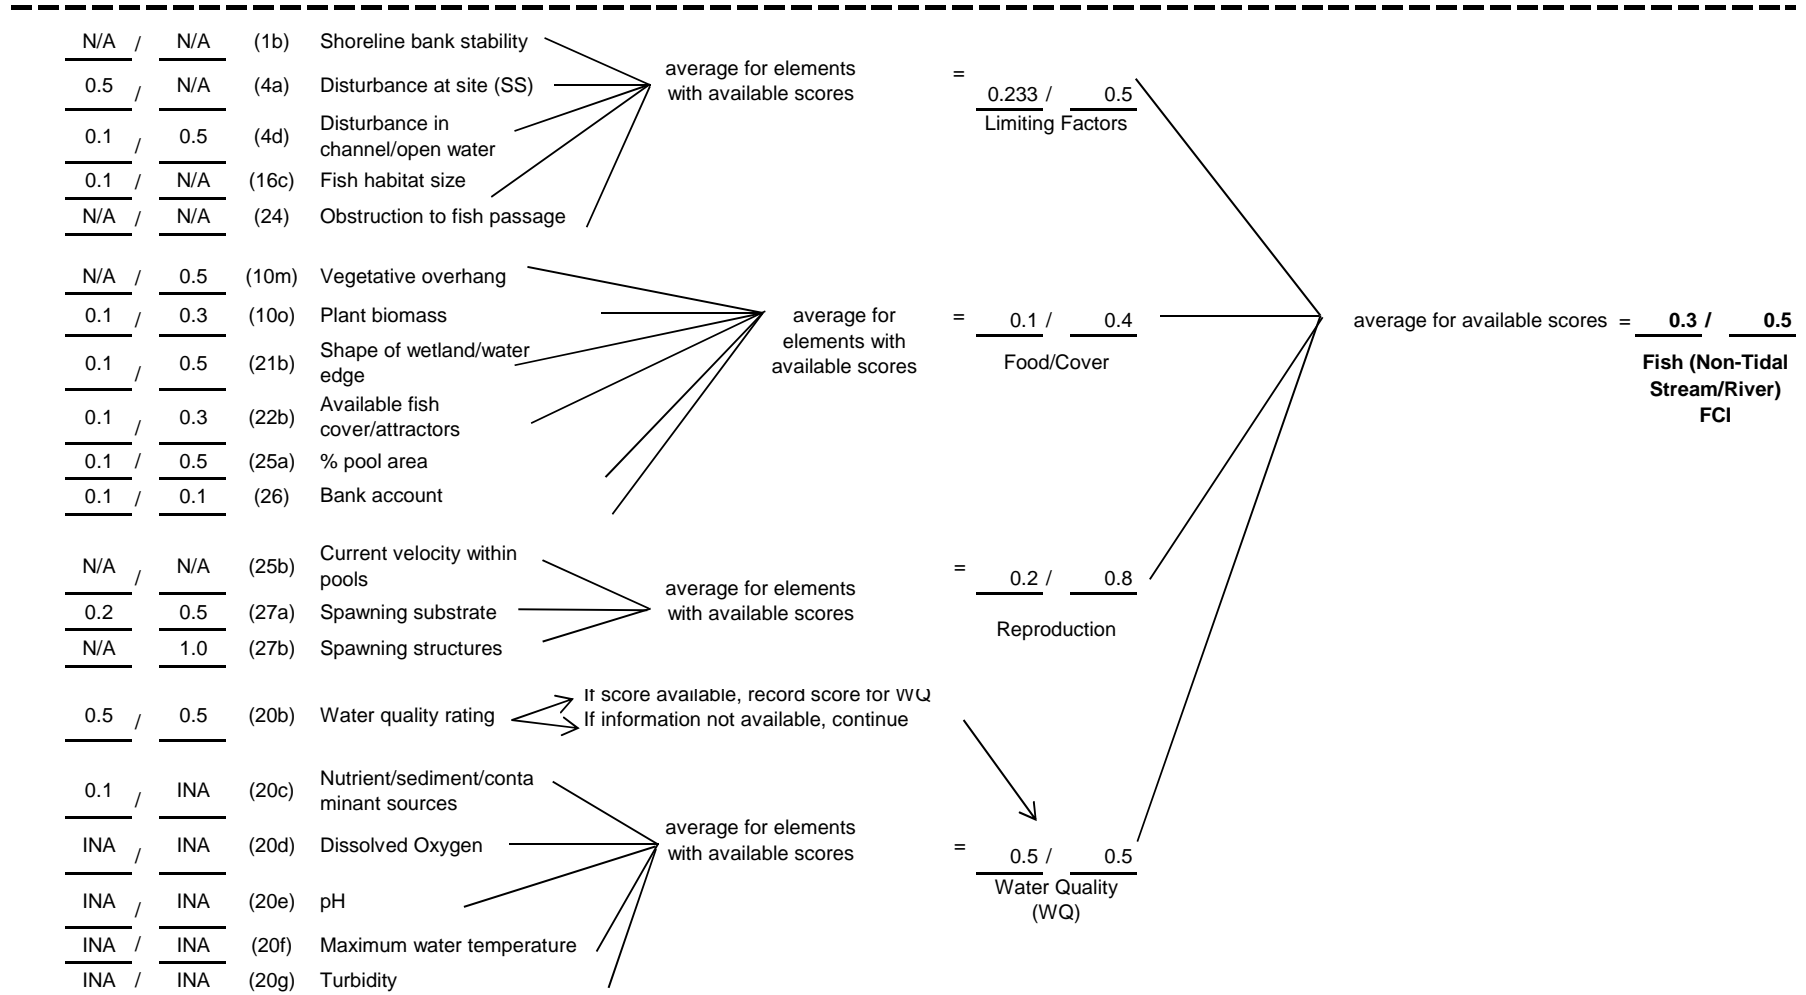 N/A / N/A (1b) Shoreline bank stability
0.5 / N/A (4a) Disturbance at site (SS)
0.1 / 0.5 (4d) Disturbance in
channel/open water
0.1 / N/A (16c) Fish habitat size
N/A / N/A (24) Obstruction to fish passage
average for elements
with available scores
=
0.233 / 0.5
Limiting Factors
N/A / 0.5 (10m) Vegetative overhang
0.1 / 0.3 (10o) Plant biomass
0.1 / 0.5 (21b) Shape of wetland/water
edge
0.1 / 0.3 (22b) Available fish
cover/attractors
0.1 / 0.5 (25a) % pool area
0.1 / 0.1 (26) Bank account
average for
elements with
available scores
=
0.1 / 0.4
Food/Cover
average for available scores = 0.3 / 0.5
Fish (Non-Tidal
Stream/River)
FCI
N/A / N/A (25b) Current velocity within
pools
0.2 0.5 (27a) Spawning substrate
N/A 1.0 (27b) Spawning structures
average for elements
with available scores
=
0.2 / 0.8
Reproduction
0.5 / 0.5 (20b) Water quality rating
If score available, record score for WQ
If information not available, continue
0.1 / INA (20c) Nutrient/sediment/conta
minant sources
INA / INA (20d) Dissolved Oxygen
INA / INA (20e) pH
INA / INA (20f) Maximum water temperature
INA / INA (20g) Turbidity
average for elements
with available scores
=
0.5 / 0.5
Water Quality
(WQ)